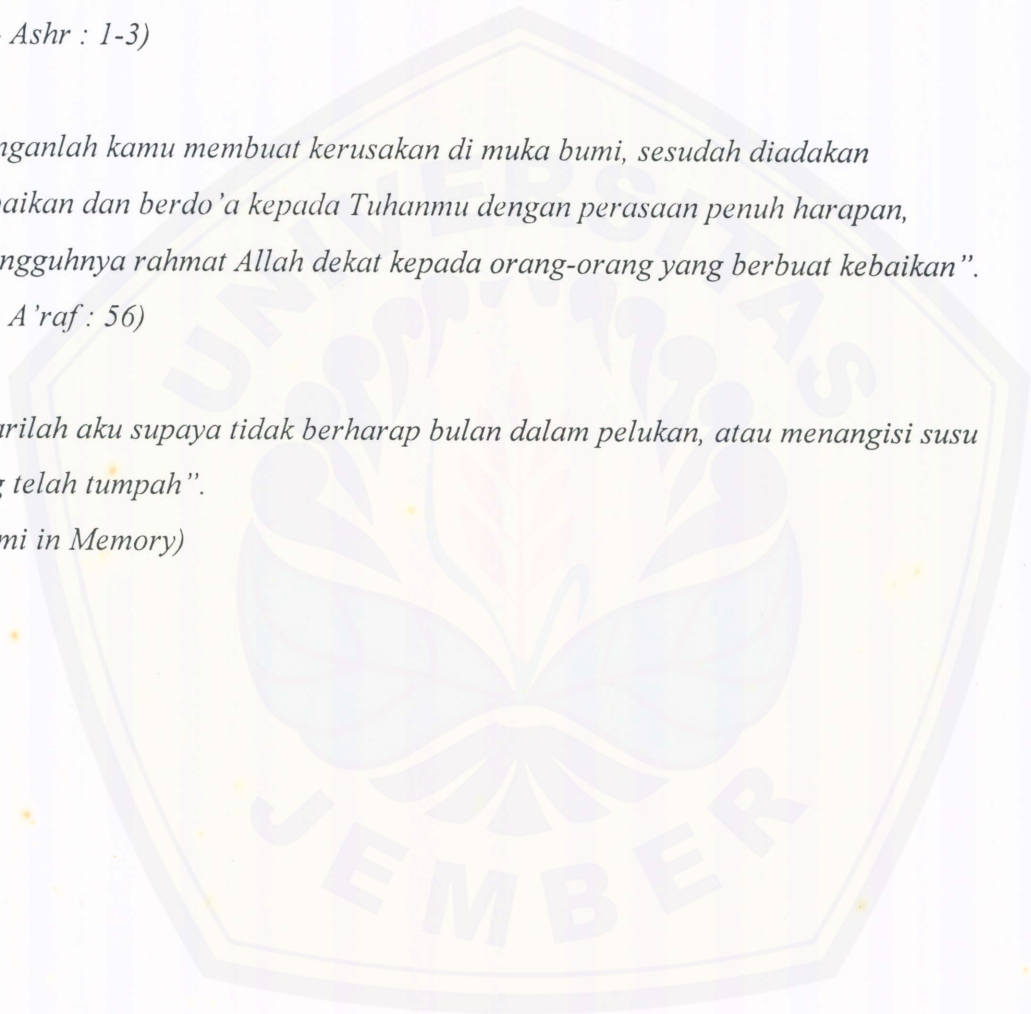 Ashr : 1-3)
nganlah kamu membuat kerusakan di muka bumi, sesudah diadakan
baikan dan berdo'a kepada Tuhanmu dengan perasaan penuh harapan,
ngguhnya rahmat Allah dekat kepada orang-orang yang berbuat kebaikan".
A'raf : 56)
arilah aku supaya tidak berharap bulan dalam pelukan, atau menangisi susu
g telah tumpah".
mi in Memory)
UNIVERSITAS
JEMBER